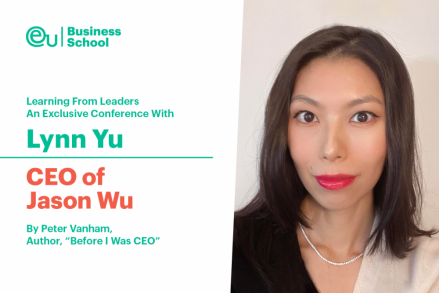 eu Business
School
Learning From Leaders
An Exclusive Conference With
Lynn Yu
CEO of
Jason Wu
By Peter Vanham,
Author, “Before I Was CEO”